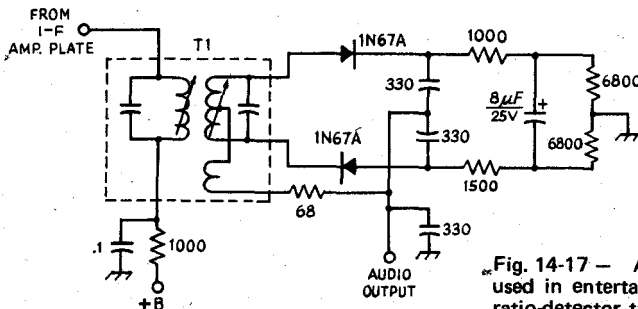 FROM
I-F
AMP. PLATE
T1
1N67A
1000
330
6800
8µF
25V
+
1N67A
330
6800
1500
68
.1
1000
330
+B
AUDIO
OUTPUT
Fig. 14-17 — A
used in enterta
ratio-detector t